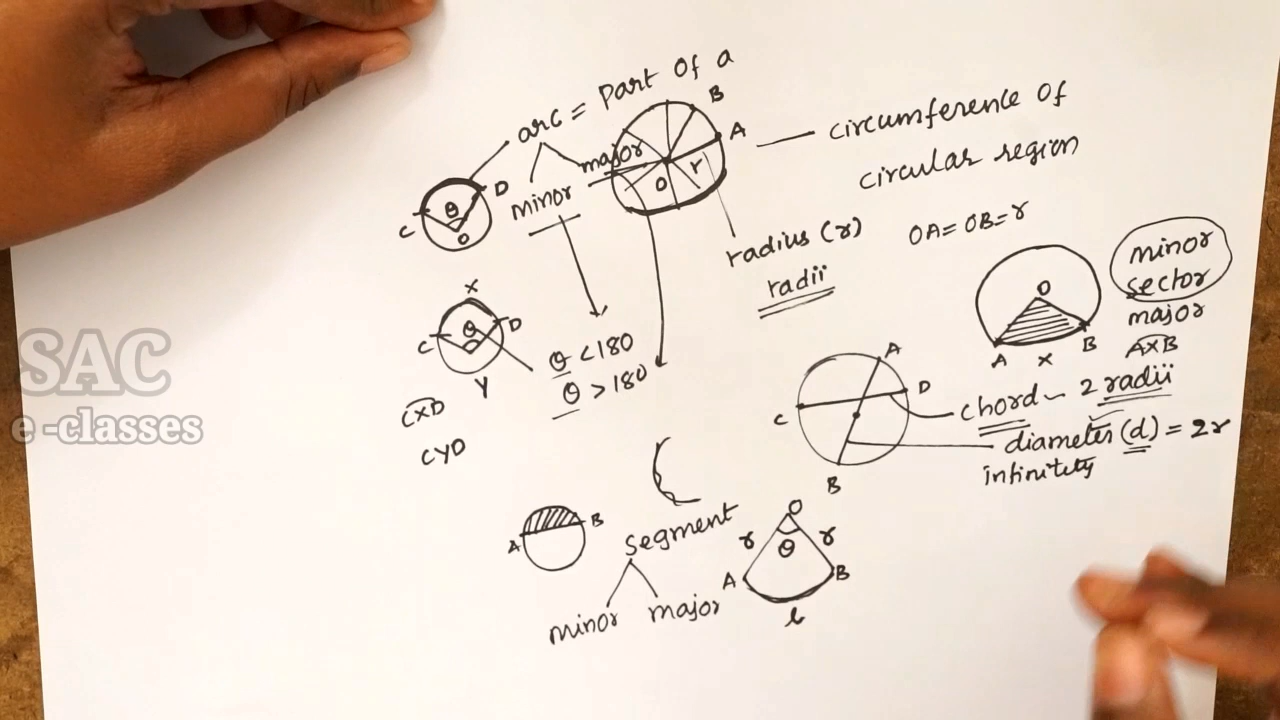 arc = Part Of a
circumference Of
circular region
minor major
B
A
O r
D
C θ
O
radius (r)
radii
OA = OB = r
minor
sector
major
AXB
O
A X B
X
C θ D
Y
CXD
CYD
θ < 180
θ > 180
A
C D
B
chord - 2 radii
diameter (d) = 2r
A B
segment
minor major
O
r θ r
A B
l
SAC
e-classes